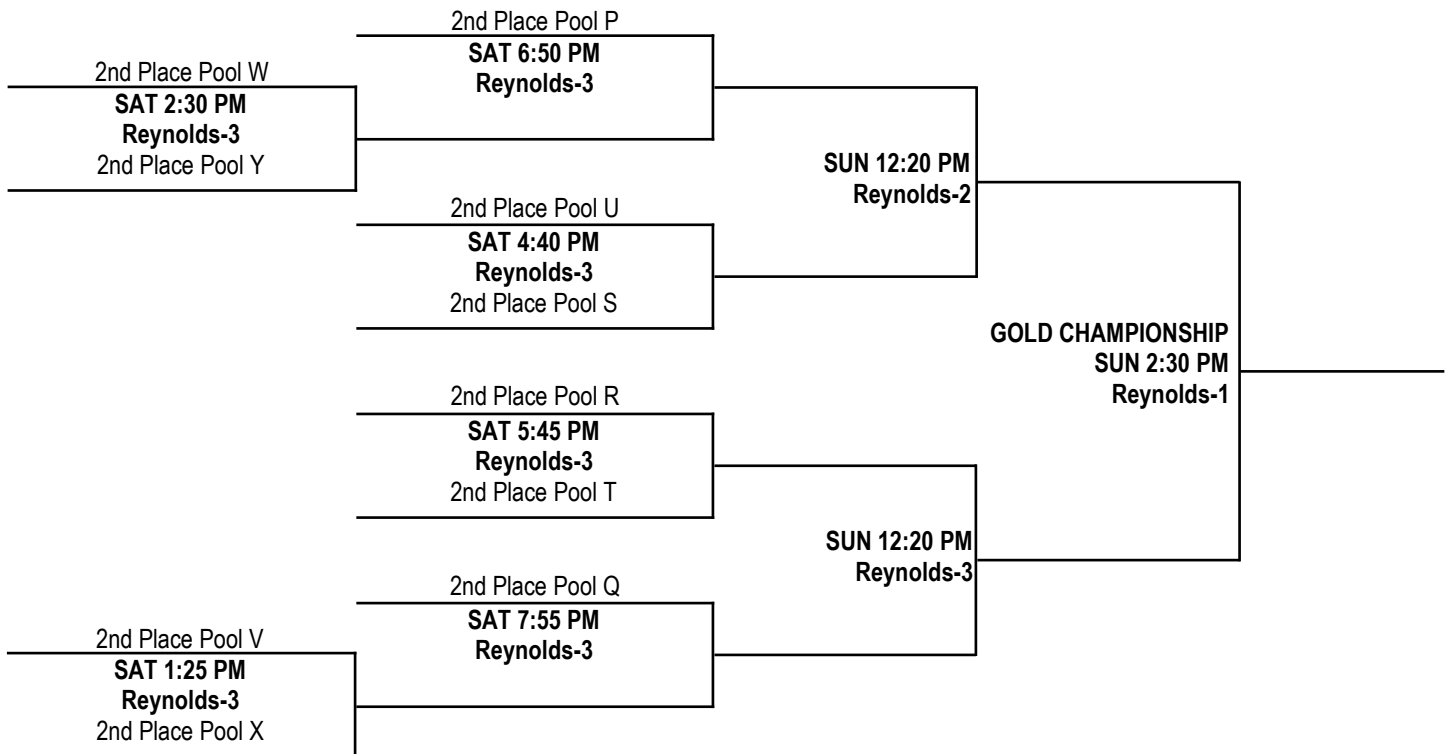 2nd Place Pool P
SAT 6:50 PM
Reynolds-3
2nd Place Pool W
SAT 2:30 PM
Reynolds-3
2nd Place Pool Y
SUN 12:20 PM
Reynolds-2
2nd Place Pool U
SAT 4:40 PM
Reynolds-3
2nd Place Pool S
GOLD CHAMPIONSHIP
SUN 2:30 PM
Reynolds-1
2nd Place Pool R
SAT 5:45 PM
Reynolds-3
2nd Place Pool T
SUN 12:20 PM
Reynolds-3
2nd Place Pool Q
SAT 7:55 PM
Reynolds-3
2nd Place Pool V
SAT 1:25 PM
Reynolds-3
2nd Place Pool X